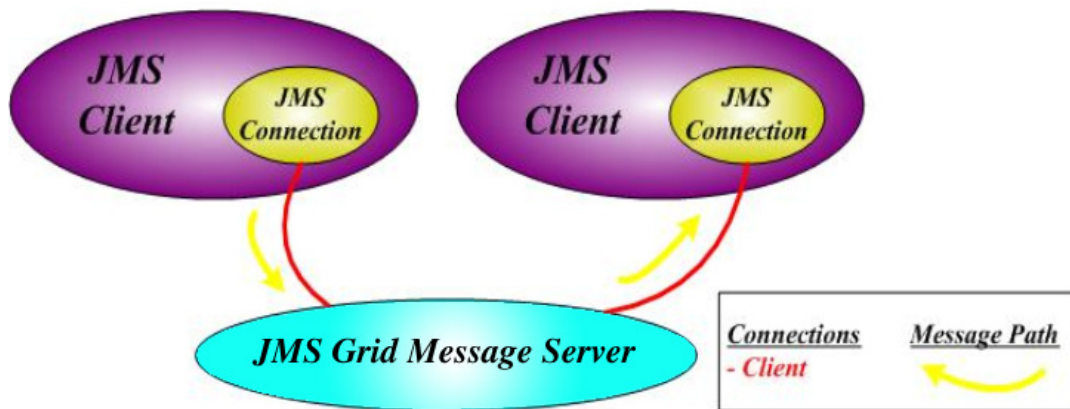 JMS
Client
JMS
Connection
JMS
Client
JMS
Connection
JMS Grid Message Server
Connections
- Client
Message Path